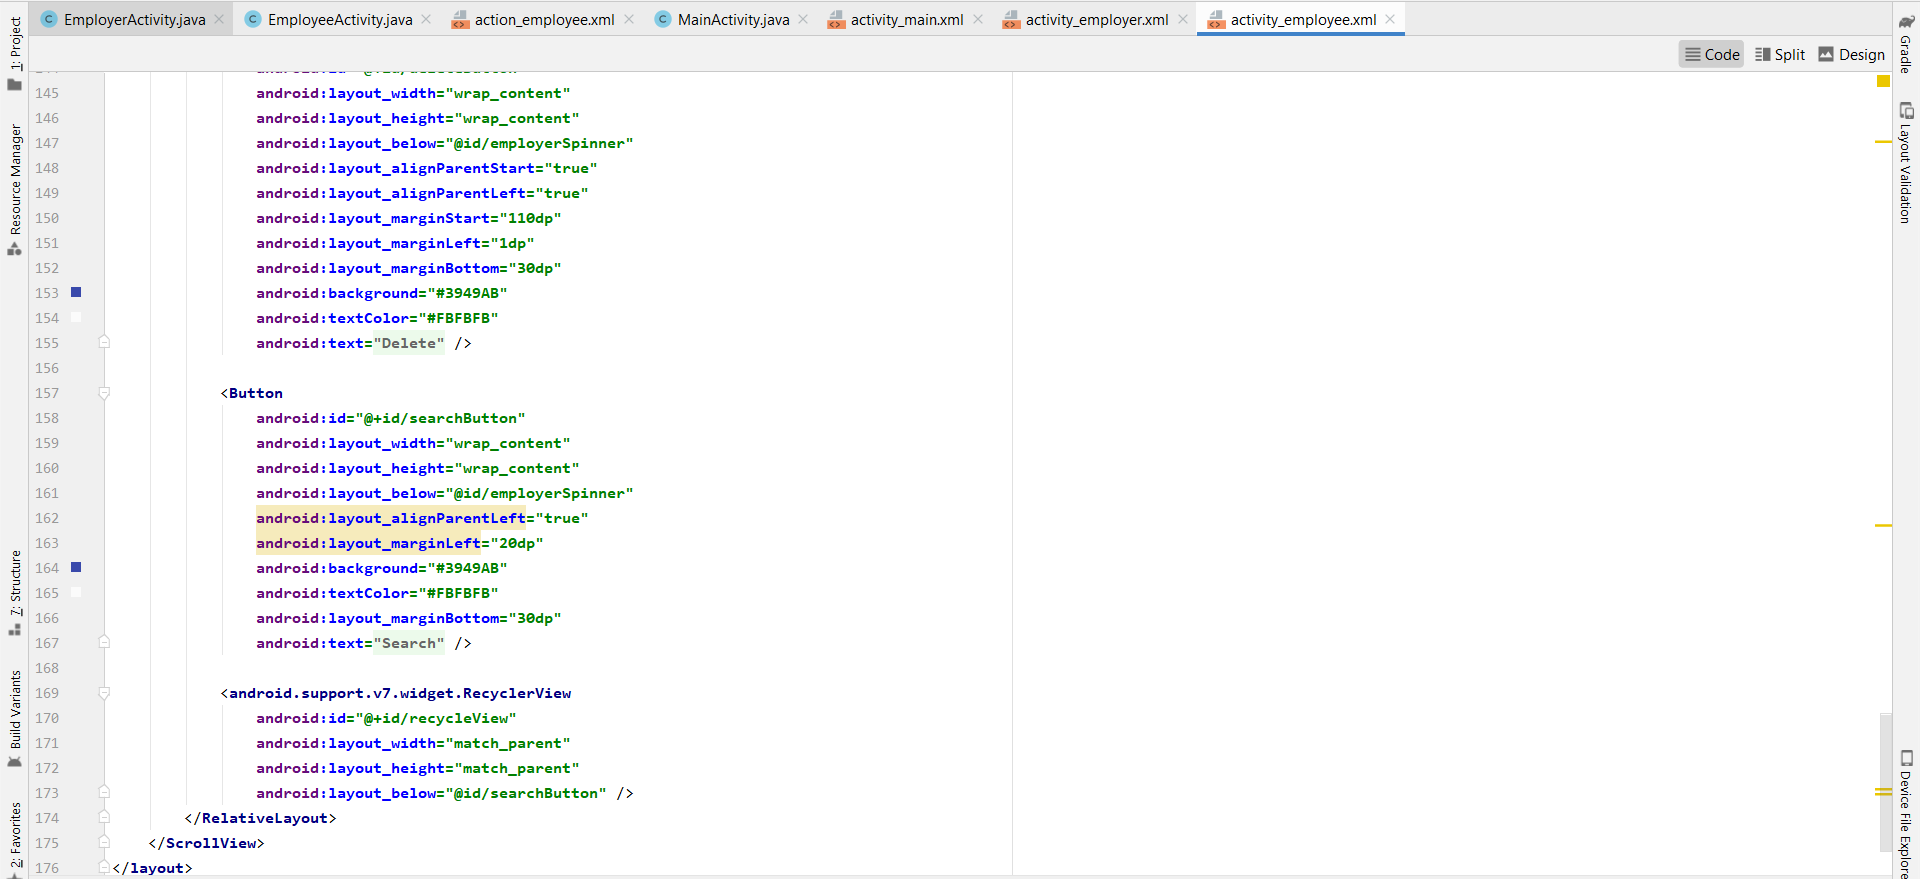 EmployerActivity.java EmployeeActivity.java action_employee.xml MainActivity.java activity_main.xml activity_employer.xml activity_employee.xml
Code Split Design
145 android:layout_width="wrap_content"
146 android:layout_height="wrap_content"
147 android:layout_below="@id/employerSpinner"
148 android:layout_alignParentStart="true"
149 android:layout_alignParentLeft="true"
150 android:layout_marginStart="110dp"
151 android:layout_marginLeft="1dp"
152 android:layout_marginBottom="30dp"
153 android:background="#3949AB"
154 android:textColor="#FBFBFB"
155 android:text="Delete" />
156
157 <Button
158 android:id="@+id/searchButton"
159 android:layout_width="wrap_content"
160 android:layout_height="wrap_content"
161 android:layout_below="@id/employerSpinner"
162 android:layout_alignParentLeft="true"
163 android:layout_marginLeft="20dp"
164 android:background="#3949AB"
165 android:textColor="#FBFBFB"
166 android:layout_marginBottom="30dp"
167 android:text="Search" />
168
169 <android.support.v7.widget.RecyclerView
170 android:id="@+id/recycleView"
171 android:layout_width="match_parent"
172 android:layout_height="match_parent"
173 android:layout_below="@id/searchButton" />
174 </RelativeLayout>
175 </ScrollView>
176 </layout>
1: Project
Resource Manager
7: Structure
Build Variants
2: Favorites
Gradle
Layout Validation
Device File Explore